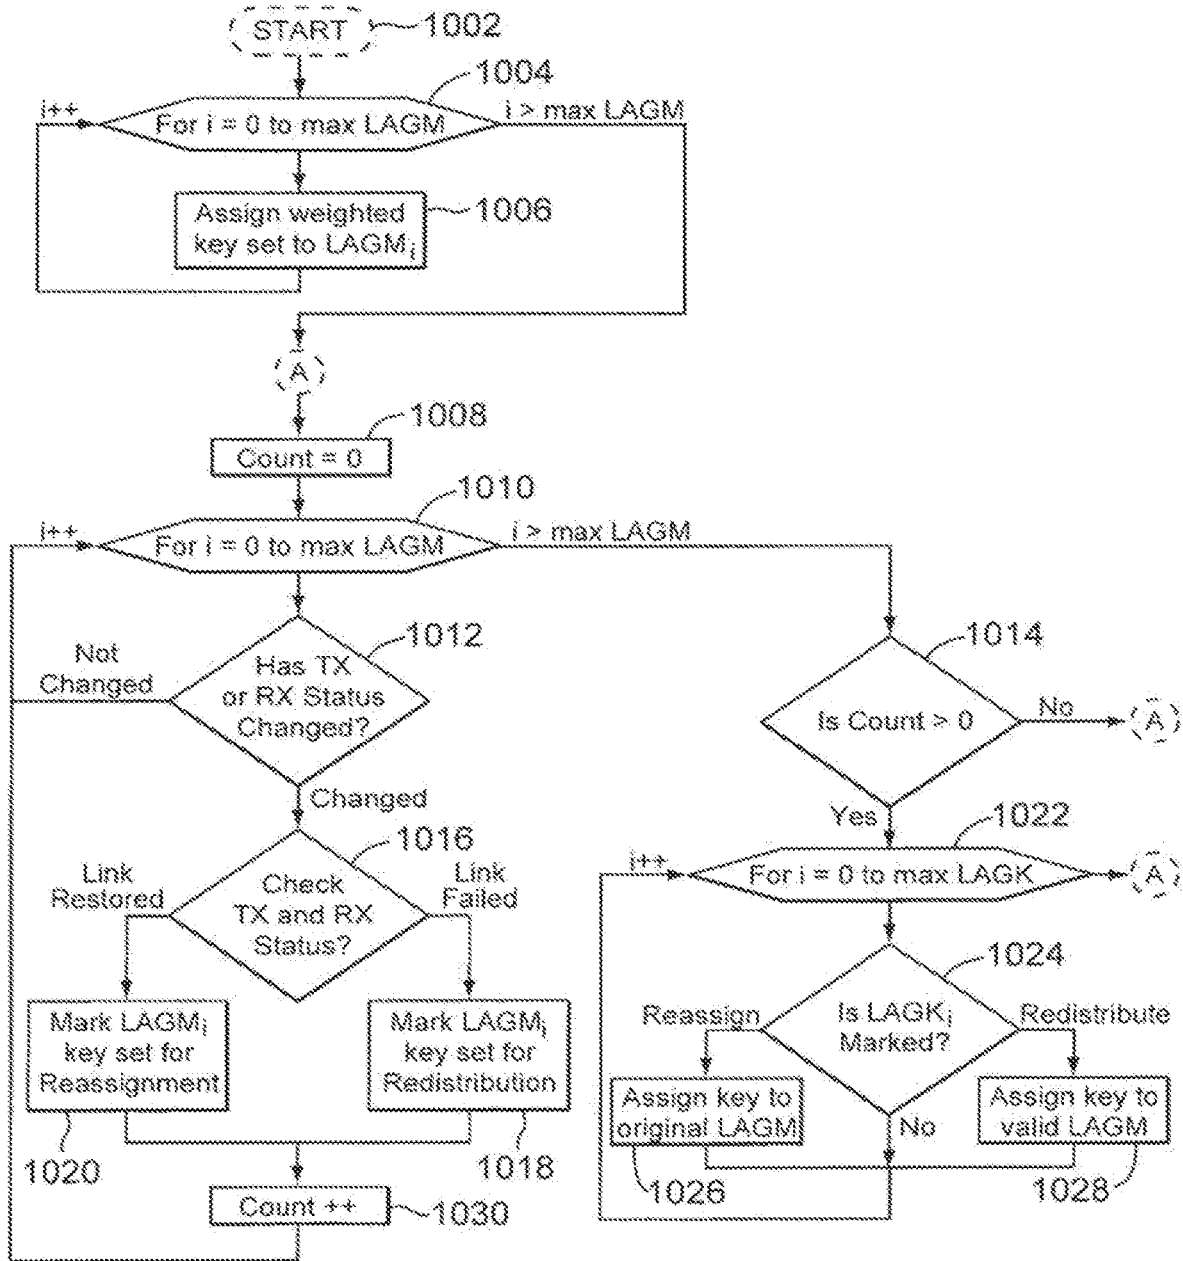 START
1002
1004
i++
For i = 0 to max LAGM
i > max LAGM
Assign weighted
key set to LAGMi
1006
A
1008
Count = 0
1010
i++
For i = 0 to max LAGM
i > max LAGM
1012
Not
Changed
Has TX
or RX Status
Changed?
Changed
1014
Is Count > 0
No
A
Yes
1016
Link
Restored
Check
TX and RX
Status?
Link
Failed
1022
i++
For i = 0 to max LAGK
A
1024
Reassign
Is LAGKi
Marked?
Redistribute
No
Mark LAGMi
key set for
Reassignment
1020
Mark LAGMi
key set for
Redistribution
1018
Assign key to
original LAGM
1026
Assign key to
valid LAGM
1028
Count ++
1030